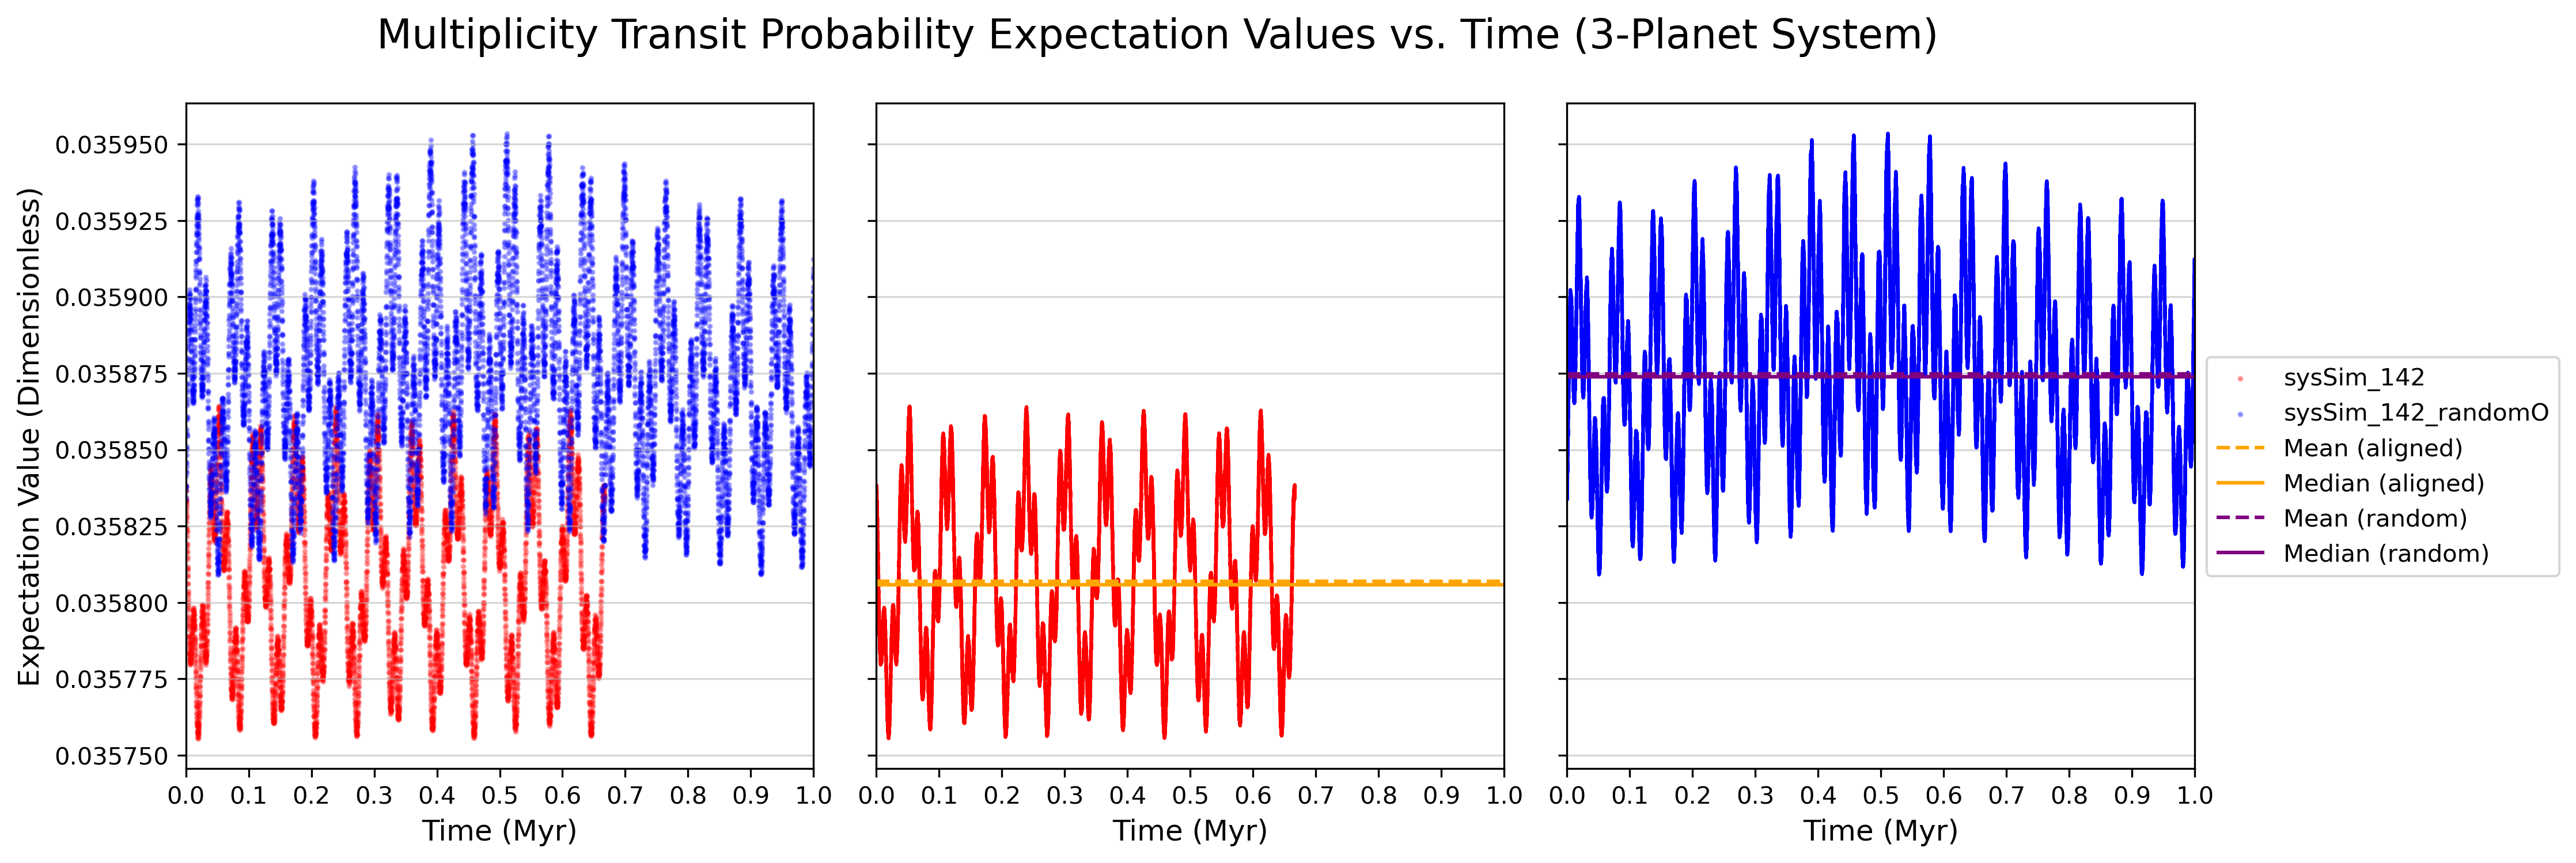 Multiplicity Transit Probability Expectation Values vs. Time (3-Planet System)
Expectation Value (Dimensionless)
0.035950
0.035925
0.035900
0.035875
0.035850
0.035825
0.035800
0.035775
0.035750
0.0 0.1 0.2 0.3 0.4 0.5 0.6 0.7 0.8 0.9 1.0
Time (Myr)
0.0 0.1 0.2 0.3 0.4 0.5 0.6 0.7 0.8 0.9 1.0
Time (Myr)
0.0 0.1 0.2 0.3 0.4 0.5 0.6 0.7 0.8 0.9 1.0
Time (Myr)
sysSim_142
sysSim_142_randomO
Mean (aligned)
Median (aligned)
Mean (random)
Median (random)